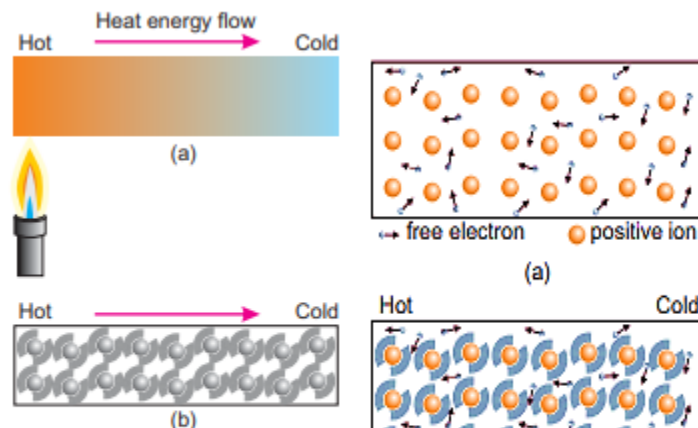 Heat energy flow
Hot Cold
(a)
free electron positive ion
(a)
Hot Cold
(b)
Hot Cold